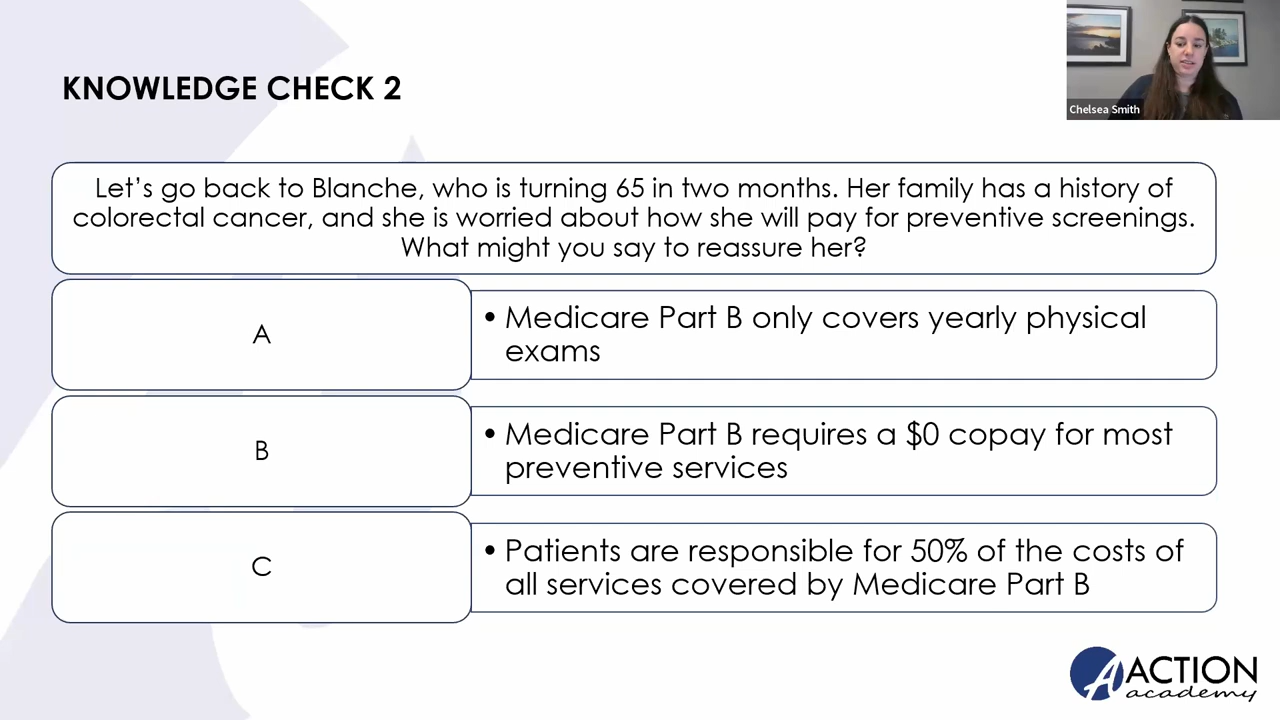 KNOWLEDGE CHECK 2
Chelsea Smith
Let’s go back to Blanche, who is turning 65 in two months. Her family has a history of
colorectal cancer, and she is worried about how she will pay for preventive screenings.
What might you say to reassure her?
A
• Medicare Part B only covers yearly physical
exams
B
• Medicare Part B requires a $0 copay for most
preventive services
C
• Patients are responsible for 50% of the costs of
all services covered by Medicare Part B
A ACTION
academy